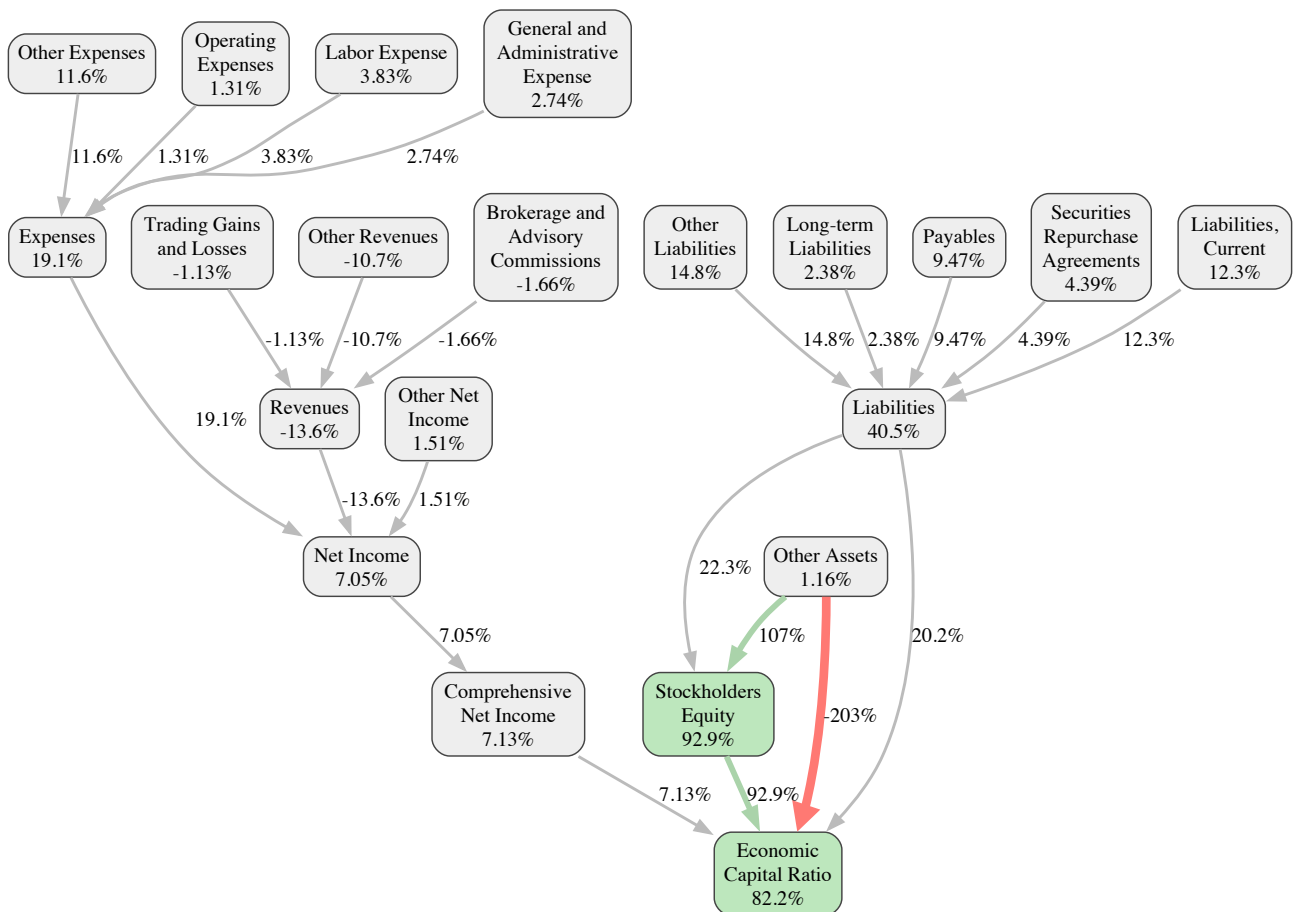 Other Expenses
11.6%
Operating
Expenses
1.31%
Labor Expense
3.83%
General and
Administrative
Expense
2.74%
11.6%
1.31%
3.83%
2.74%
Expenses
19.1%
Trading Gains
and Losses
-1.13%
Other Revenues
-10.7%
Brokerage and
Advisory
Commissions
-1.66%
Other
Liabilities
14.8%
Long-term
Liabilities
2.38%
Payables
9.47%
Securities
Repurchase
Agreements
4.39%
Liabilities,
Current
12.3%
-1.13%
-10.7%
-1.66%
14.8%
2.38%
9.47%
4.39%
12.3%
19.1%
Revenues
-13.6%
Other Net
Income
1.51%
Liabilities
40.5%
-13.6%
1.51%
Net Income
7.05%
22.3%
Other Assets
1.16%
7.05%
107%
20.2%
Comprehensive
Net Income
7.13%
Stockholders
Equity
92.9%
-203%
7.13%
92.9%
Economic
Capital Ratio
82.2%